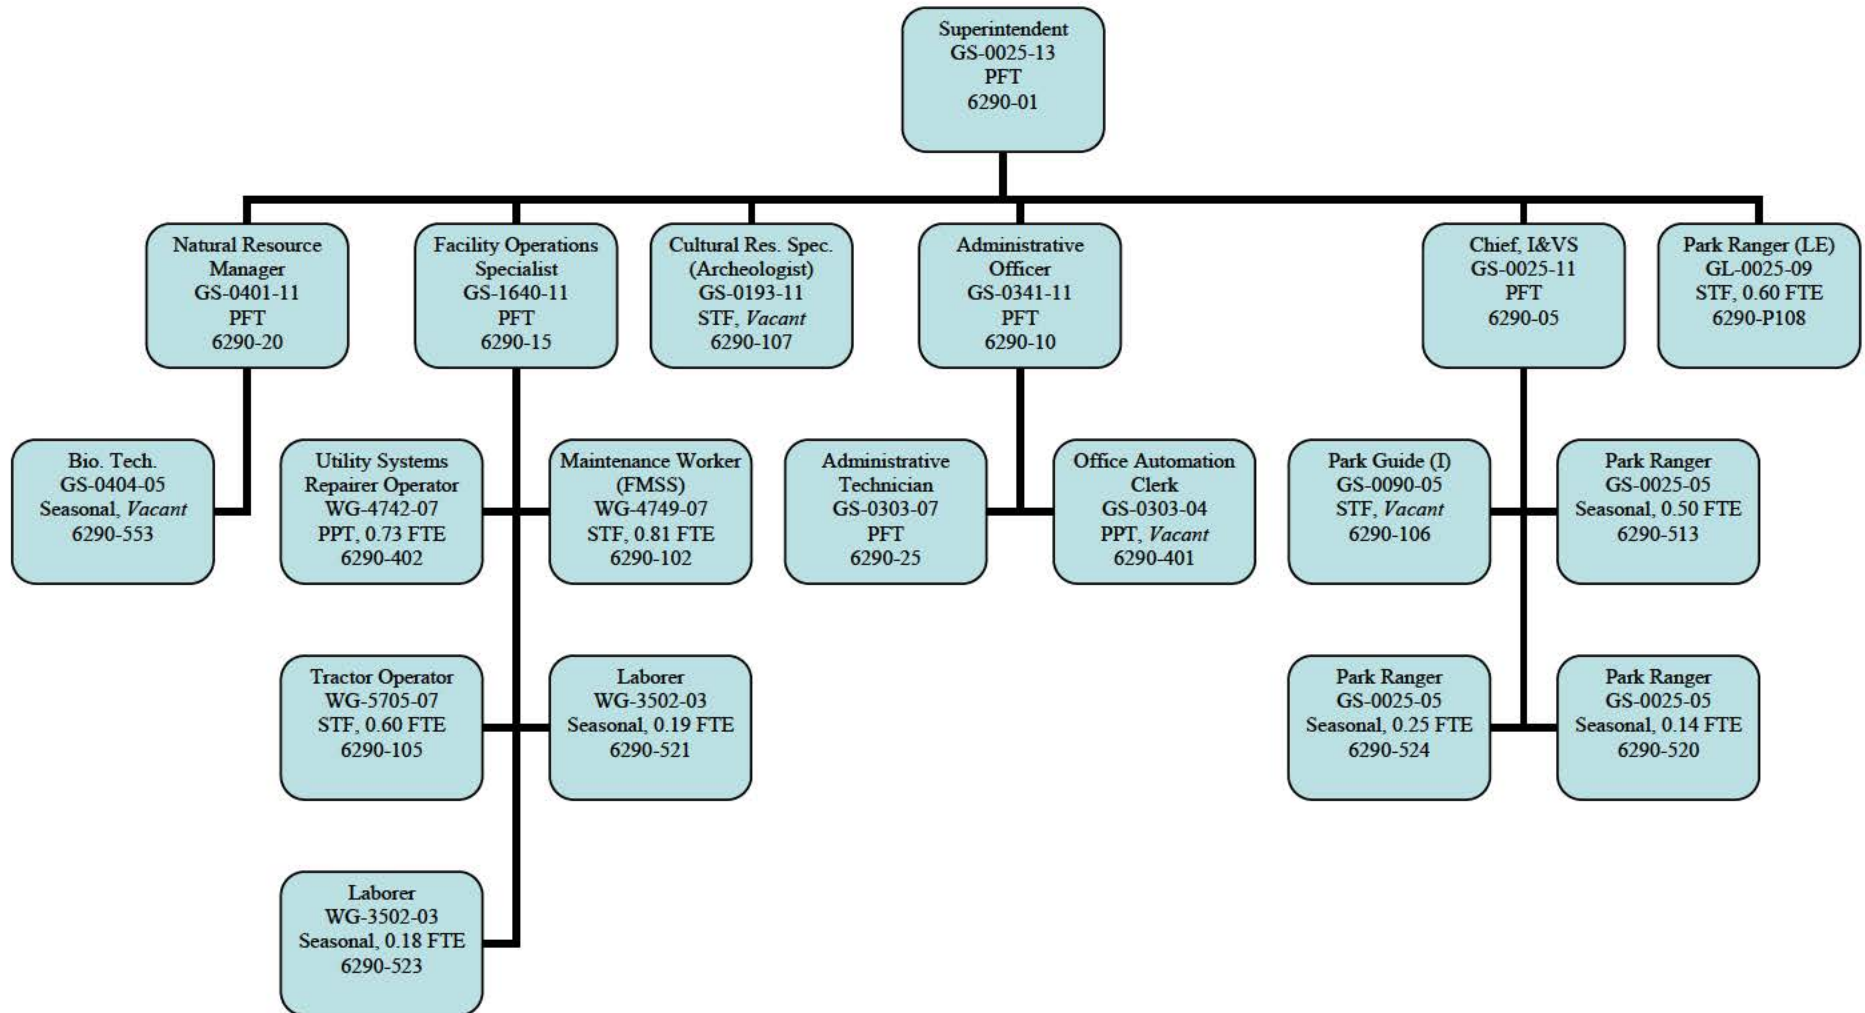 Superintendent
GS-0025-13
PFT
6290-01
Natural Resource
Manager
GS-0401-11
PFT
6290-20
Facility Operations
Specialist
GS-1640-11
PFT
6290-15
Cultural Res. Spec.
(Archeologist)
GS-0193-11
STF, Vacant
6290-107
Administrative
Officer
GS-0341-11
PFT
6290-10
Chief, I&VS
GS-0025-11
PFT
6290-05
Park Ranger (LE)
GL-0025-09
STF, 0.60 FTE
6290-P108
Bio. Tech.
GS-0404-05
Seasonal, Vacant
6290-553
Utility Systems
Repairer Operator
WG-4742-07
PPT, 0.73 FTE
6290-402
Maintenance Worker
(FMSS)
WG-4749-07
STF, 0.81 FTE
6290-102
Administrative
Technician
GS-0303-07
PFT
6290-25
Office Automation
Clerk
GS-0303-04
PPT, Vacant
6290-401
Park Guide (I)
GS-0090-05
STF, Vacant
6290-106
Park Ranger
GS-0025-05
Seasonal, 0.50 FTE
6290-513
Tractor Operator
WG-5705-07
STF, 0.60 FTE
6290-105
Laborer
WG-3502-03
Seasonal, 0.19 FTE
6290-521
Park Ranger
GS-0025-05
Seasonal, 0.25 FTE
6290-524
Park Ranger
GS-0025-05
Seasonal, 0.14 FTE
6290-520
Laborer
WG-3502-03
Seasonal, 0.18 FTE
6290-523